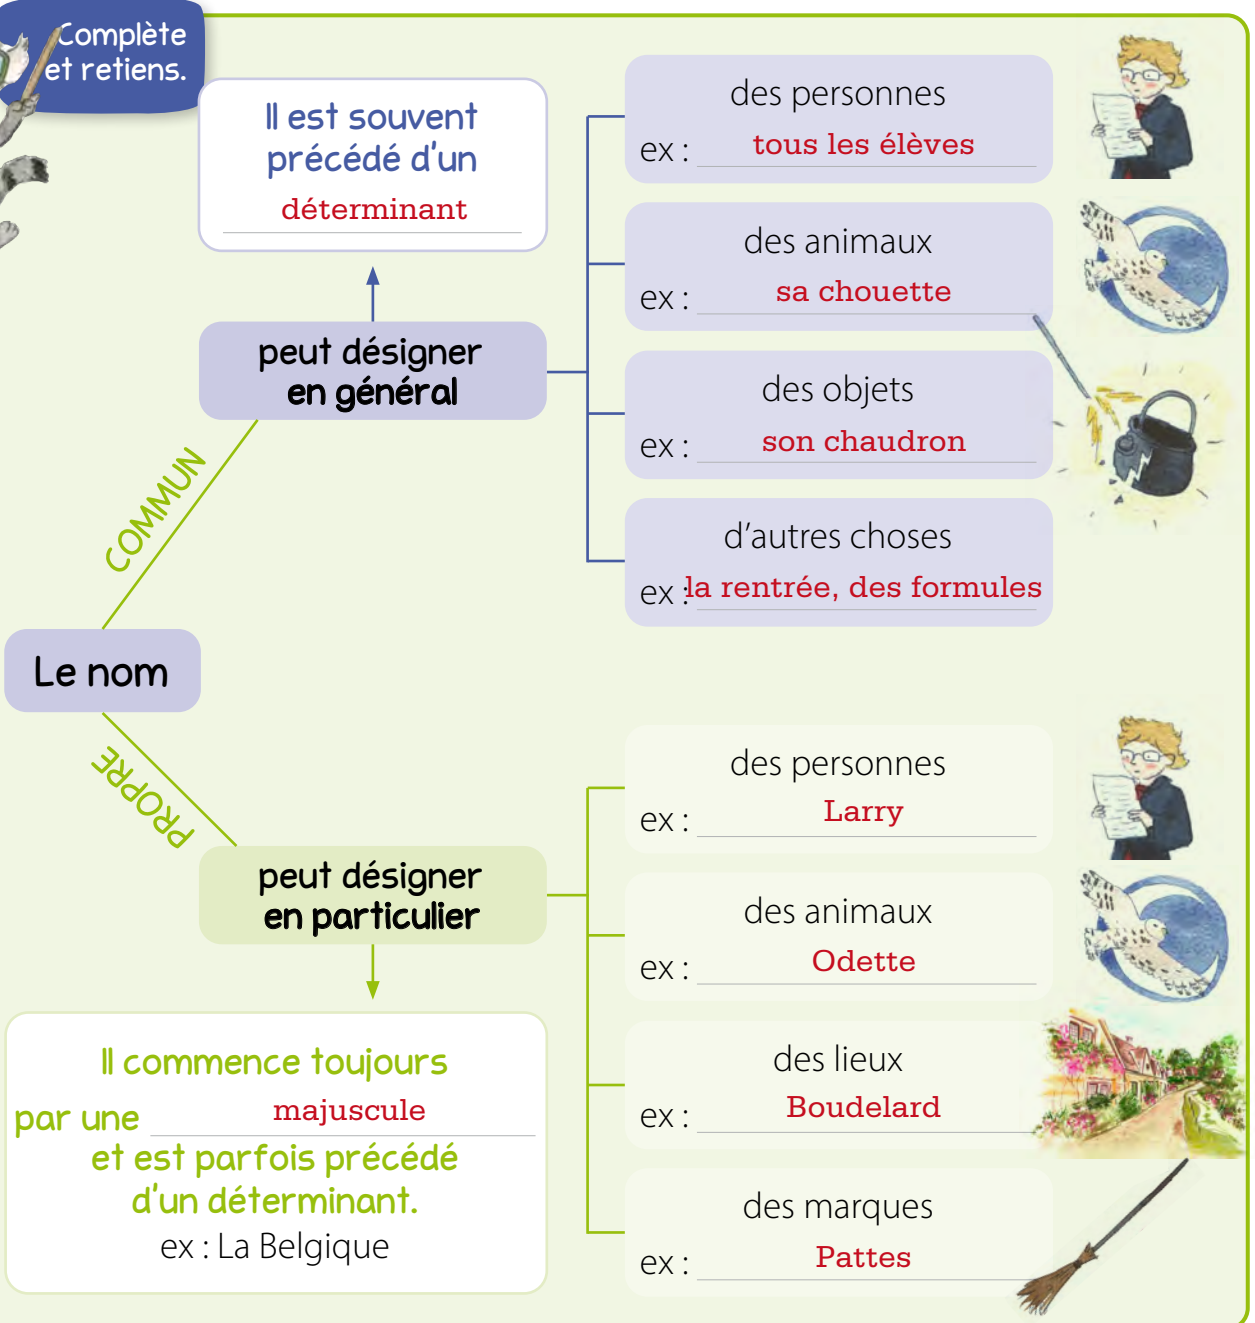 Complète
et retiens.
Il est souvent
précédé d'un
déterminant
peut désigner
en général
des personnes
ex : tous les élèves
des animaux
ex : sa chouette
des objets
ex : son chaudron
d'autres choses
ex : la rentrée, des formules
COMMUN
Le nom
PROPRE
peut désigner
en particulier
Il commence toujours
par une majuscule
et est parfois précédé
d'un déterminant.
ex : La Belgique
des personnes
ex : Larry
des animaux
ex : Odette
des lieux
ex : Boudelard
des marques
ex : Pattes